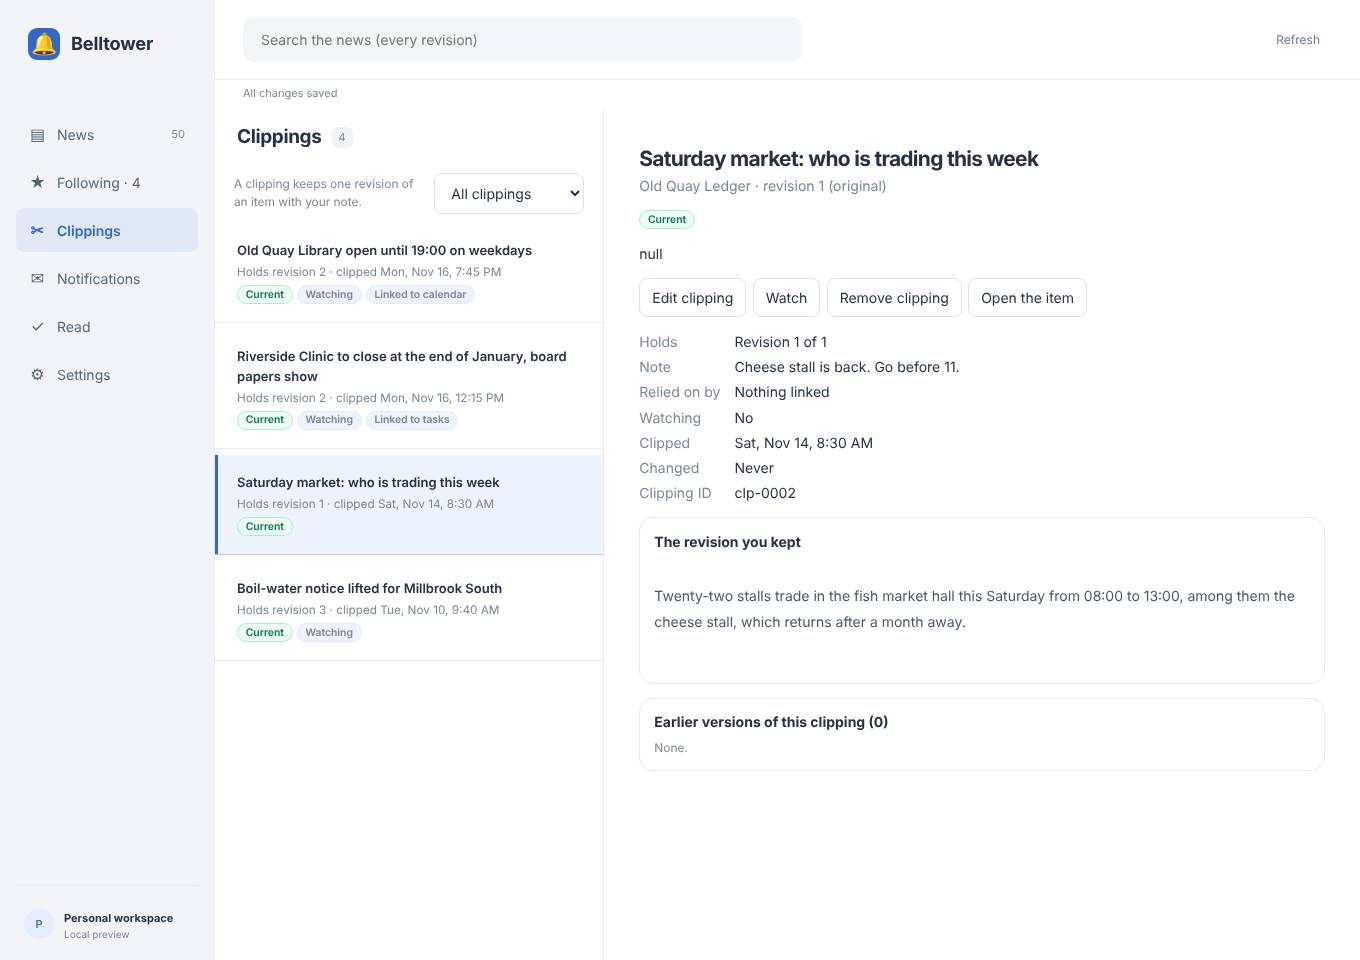 Belltower
Search the news (every revision)
Refresh
All changes saved
News 50
Following · 4
Clippings
Notifications
Read
Settings
Personal workspace
P
Local preview
Clippings 4
A clipping keeps one revision of
an item with your note.
All clippings
Old Quay Library open until 19:00 on weekdays
Holds revision 2 · clipped Mon, Nov 16, 7:45 PM
Current Watching Linked to calendar
Riverside Clinic to close at the end of January, board
papers show
Holds revision 2 · clipped Mon, Nov 16, 12:15 PM
Current Watching Linked to tasks
Saturday market: who is trading this week
Holds revision 1 · clipped Sat, Nov 14, 8:30 AM
Current
Boil-water notice lifted for Millbrook South
Holds revision 3 · clipped Tue, Nov 10, 9:40 AM
Current Watching
Saturday market: who is trading this week
Old Quay Ledger · revision 1 (original)
Current
null
Edit clipping Watch Remove clipping Open the item
Holds Revision 1 of 1
Note Cheese stall is back. Go before 11.
Relied on by Nothing linked
Watching No
Clipped Sat, Nov 14, 8:30 AM
Changed Never
Clipping ID clp-0002
The revision you kept
Twenty-two stalls trade in the fish market hall this Saturday from 08:00 to 13:00, among them the
cheese stall, which returns after a month away.
Earlier versions of this clipping (0)
None.